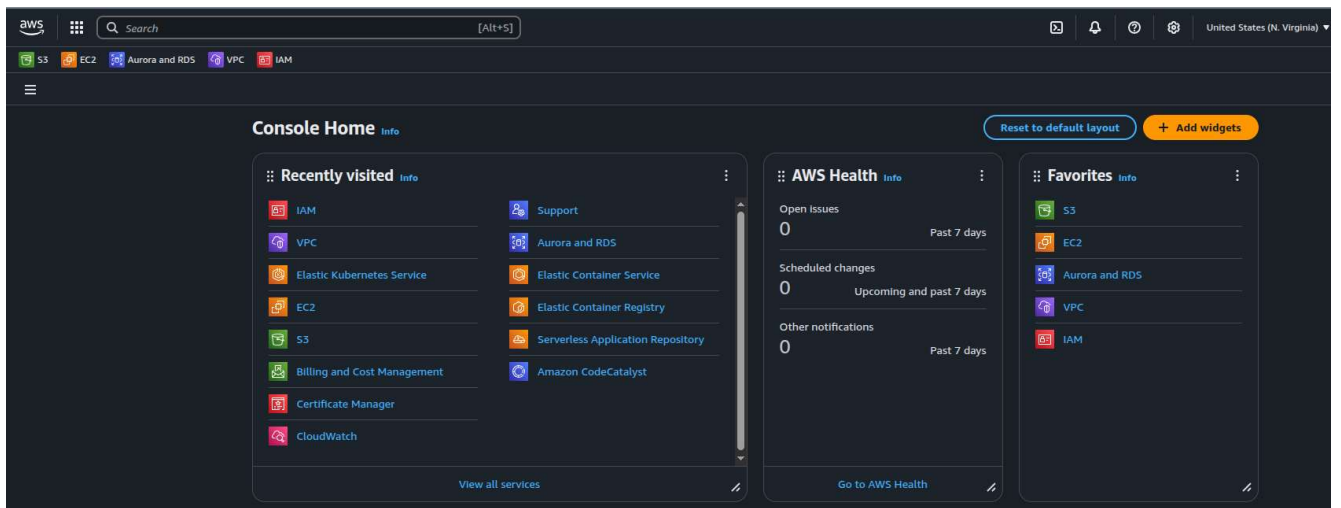 aws Search [Alt+S] United States (N. Virginia)
S3 EC2 Aurora and RDS VPC IAM
Console Home Info
Reset to default layout + Add widgets
Recently visited Info
IAM
VPC
Elastic Kubernetes Service
EC2
S3
Billing and Cost Management
Certificate Manager
CloudWatch
Support
Aurora and RDS
Elastic Container Service
Elastic Container Registry
Serverless Application Repository
Amazon CodeCatalyst
View all services
AWS Health Info
Open issues
0 Past 7 days
Scheduled changes
0 Upcoming and past 7 days
Other notifications
0 Past 7 days
Go to AWS Health
Favorites Info
S3
EC2
Aurora and RDS
VPC
IAM